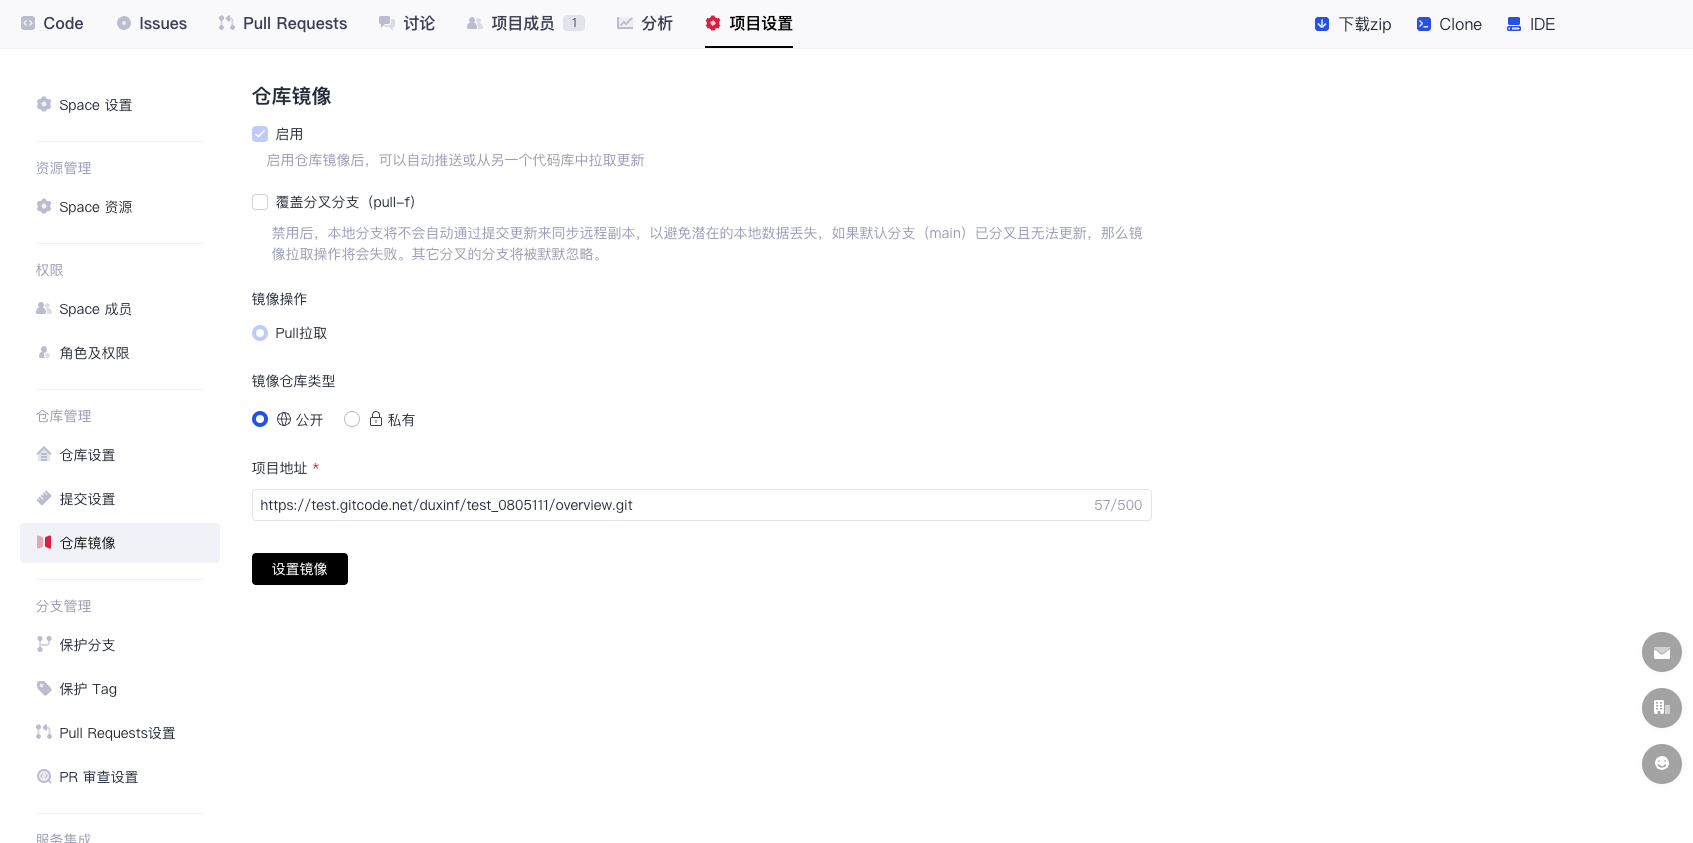 Code Issues Pull Requests 讨论 项目成员 1 分析 项目设置 下载zip Clone IDE
Space 设置
资源管理
Space 资源
权限
Space 成员
角色及权限
仓库管理
仓库设置
提交设置
仓库镜像
分支管理
保护分支
保护 Tag
Pull Requests设置
PR 审查设置
服务集成
仓库镜像
启用
启用仓库镜像后，可以自动推送或从另一个代码库中拉取更新
覆盖分叉分支（pull-f）
禁用后，本地分支将不会自动通过提交更新来同步远程副本，以避免潜在的本地数据丢失，如果默认分支（main）已分叉且无法更新，那么镜
像拉取操作将会失败。其它分叉的分支将被默默忽略。
镜像操作
Pull拉取
镜像仓库类型
公开 私有
项目地址 *
https://test.gitcode.net/duxinf/test_0805111/overview.git 57/500
设置镜像